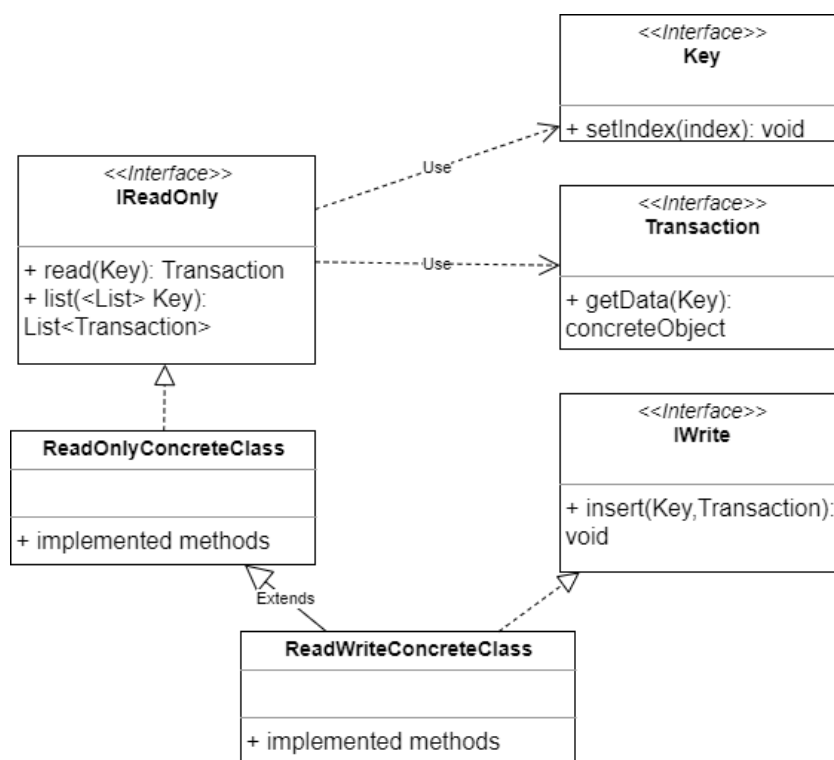 <<Interface>>
Key
+ setIndex(index): void
<<Interface>>
IReadOnly
+ read(Key): Transaction
+ list(<List> Key):
List<Transaction>
Use
Use
<<Interface>>
Transaction
+ getData(Key):
concreteObject
<<Interface>>
IWrite
+ insert(Key,Transaction):
void
ReadOnlyConcreteClass
+ implemented methods
Extends
ReadWriteConcreteClass
+ implemented methods